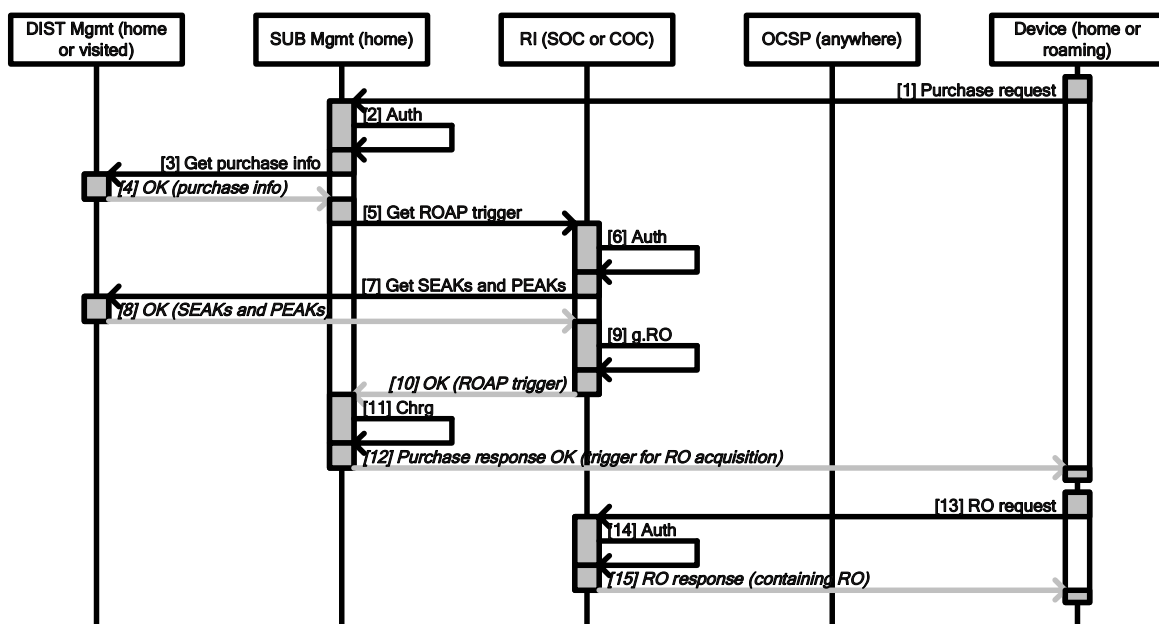 DIST Mgmt (home
or visited)
SUB Mgmt (home)
RI (SOC or COC)
OCSP (anywhere)
Device (home or
roaming)
[1] Purchase request
[2] Auth
[3] Get purchase info
[4] OK (purchase info)
[5] Get ROAP trigger
[6] Auth
[7] Get SEAKs and PEAKs
[8] OK (SEAKs and PEAKs)
[9] g.RO
[10] OK (ROAP trigger)
[11] Chrg
[12] Purchase response OK (trigger for RO acquisition)
[13] RO request
[14] Auth
[15] RO response (containing RO)